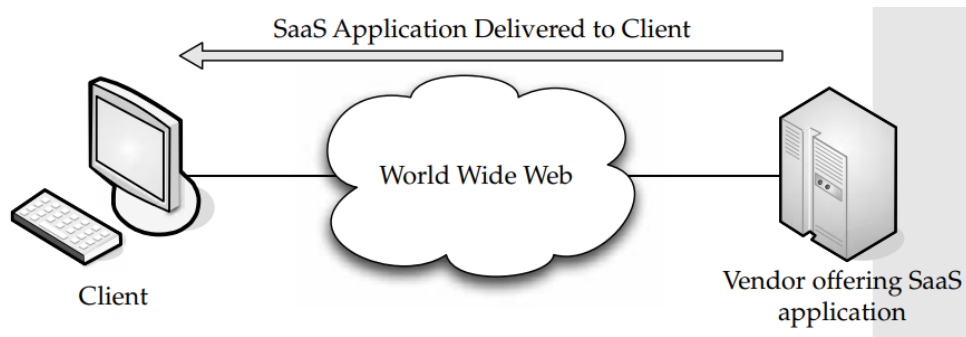 SaaS Application Delivered to Client
World Wide Web
Client
Vendor offering SaaS
application